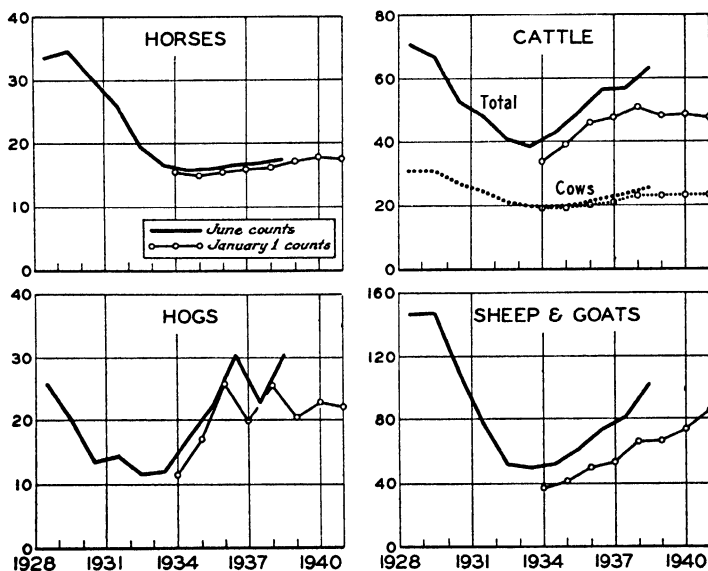 HORSES
40
30
20
10
0
June counts
January 1 counts
CATTLE
80
60
40
20
0
Total
Cows
HOGS
40
30
20
10
0
1928 1931 1934 1937 1940
SHEEP & GOATS
160
120
80
40
0
1928 1931 1934 1937 1940